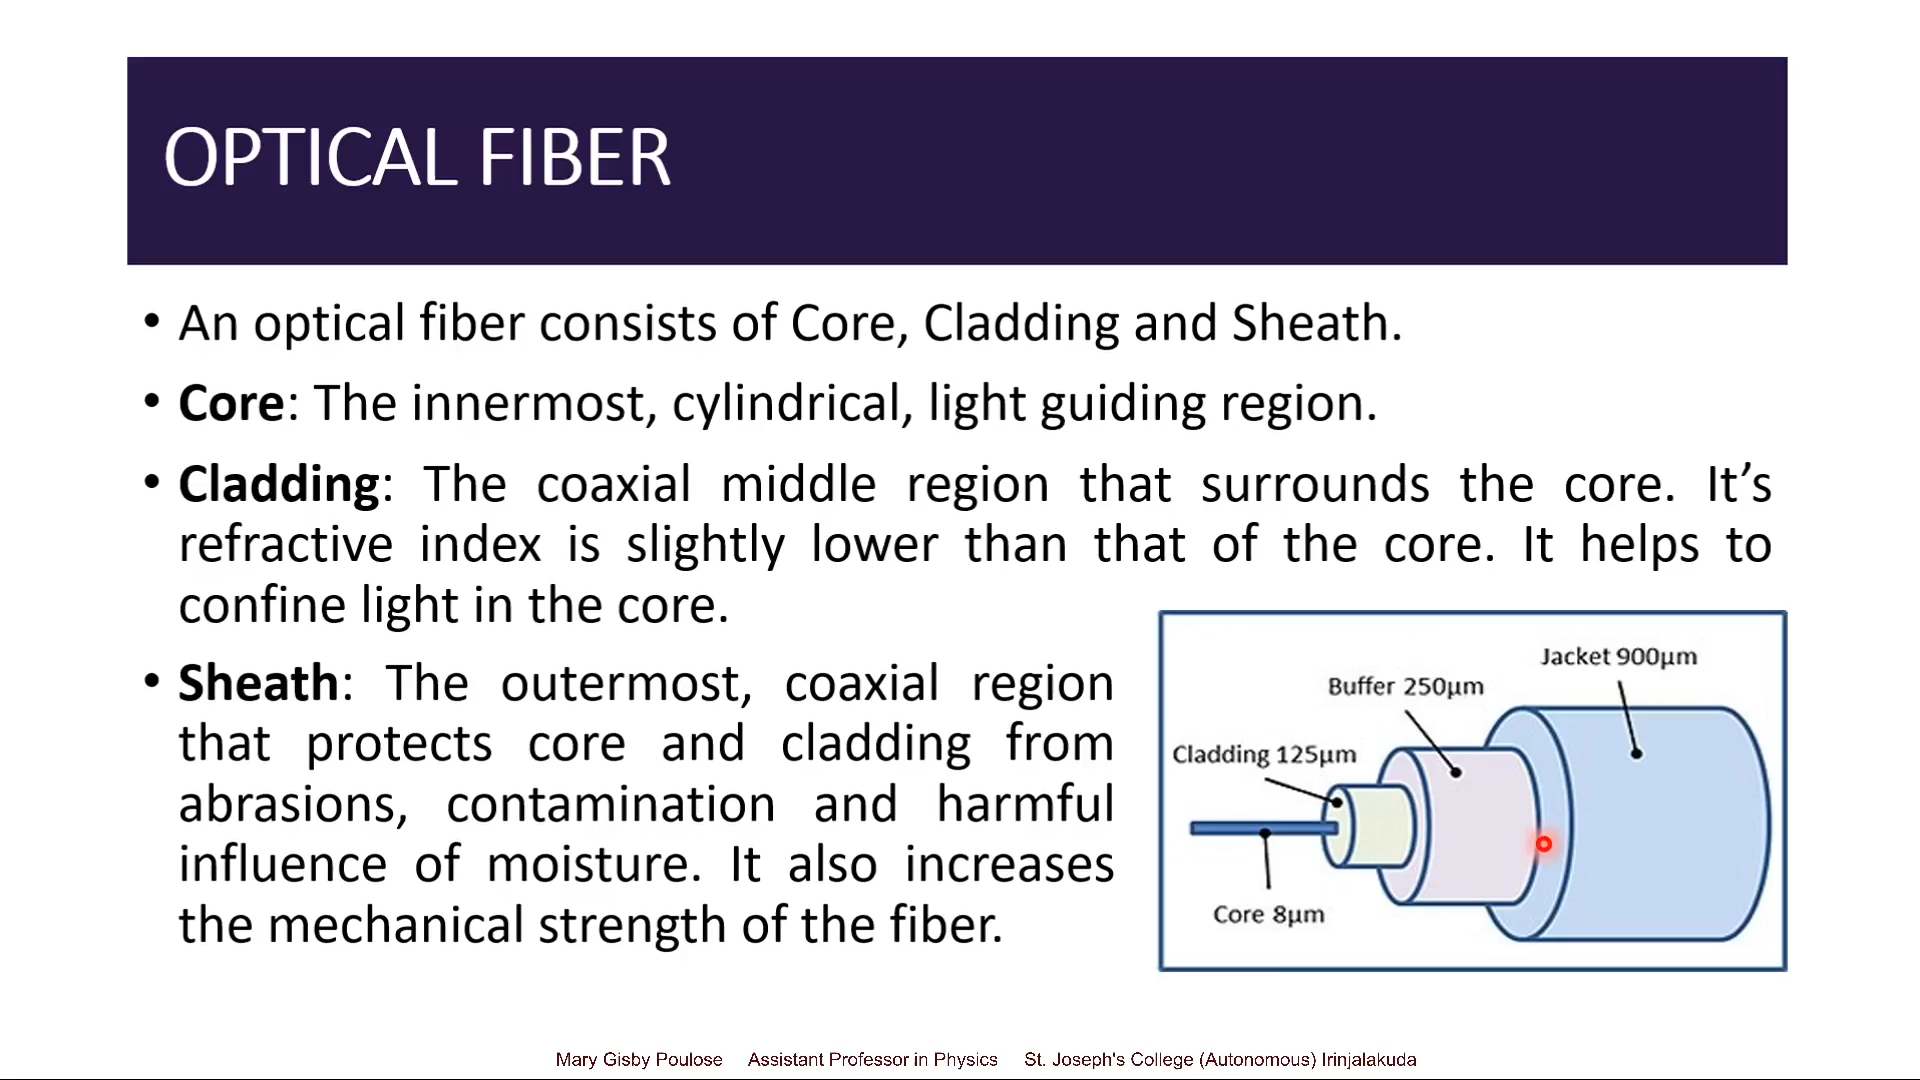 OPTICAL FIBER
• An optical fiber consists of Core, Cladding and Sheath.
• Core: The innermost, cylindrical, light guiding region.
• Cladding: The coaxial middle region that surrounds the core. It’s
refractive index is slightly lower than that of the core. It helps to
confine light in the core.
• Sheath: The outermost, coaxial region
that protects core and cladding from
abrasions, contamination and harmful
influence of moisture. It also increases
the mechanical strength of the fiber.
Jacket 900µm
Buffer 250µm
Cladding 125µm
Core 8µm
Mary Gisby Poulose Assistant Professor in Physics St. Joseph's College (Autonomous) Irinjalakuda